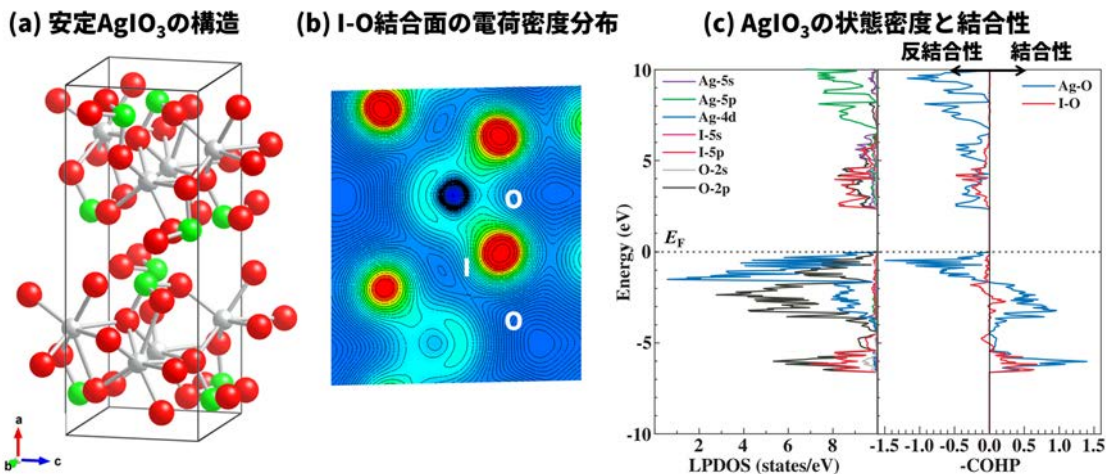 (a) 安定AgIO₃の構造
(b) I-O結合面の電荷密度分布
(c) AgIO₃の状態密度と結合性
反結合性 結合性
a
b
c
O
I
O
Ag-5s
Ag-5p
Ag-4d
I-5s
I-5p
O-2s
O-2p
Ag-O
I-O
E_F
Energy (eV)
10
5
0
-5
-10
2 4 6 8
LPDOS (states/eV)
-1.5 -1.0 -0.5 0.0 0.5 1.0 1.5
-COHP